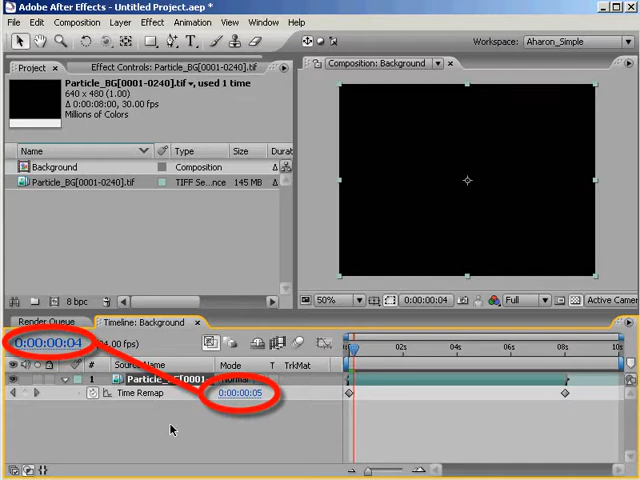 Adobe After Effects - Untitled Project.aep *
File Edit Composition Layer Effect Animation View Window Help
Workspace: Aharon_Simple
Project × Effect Controls: Particle_BG[0001-0240].tif
Composition: Background ×
Particle_BG[0001-0240].tif ▾, used 1 time
640 x 480 (1.00)
Δ 0:00:08:00, 30.00 fps
Millions of Colors
Name Type Size Durat
Background Composition
Particle_BG[0001-0240].tif TIFF Se...nce 145 MB
8 bpc
50% 0:00:00:04 Full Active Camer
Render Queue Timeline: Background ×
0:00:00:04 4.00 fps)
02s 04s 06s 08s 10s
# Source Name Mode T TrkMat
1 Particle_BG[0001- Normal
Time Remap 0:00:00:05